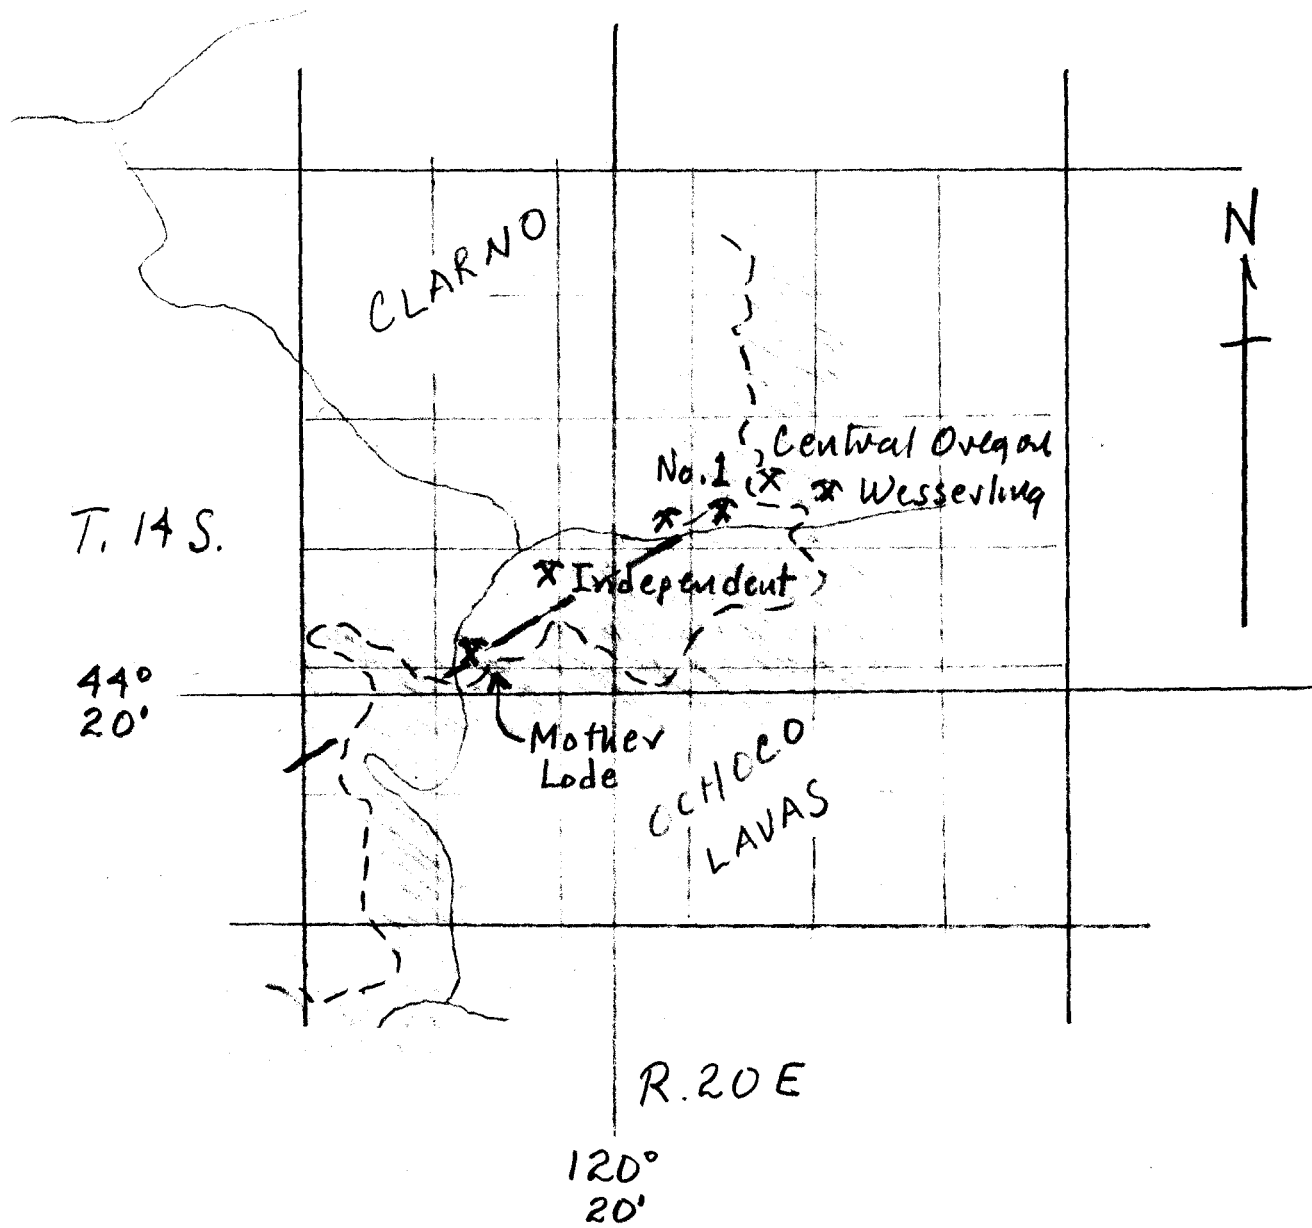 N
CLARNO
Central Oregon
No. 1
Wesserling
T. 14 S.
Independent
44°
20'
Mother
Lode
OCHOCO
LAVAS
R. 20 E
120°
20'